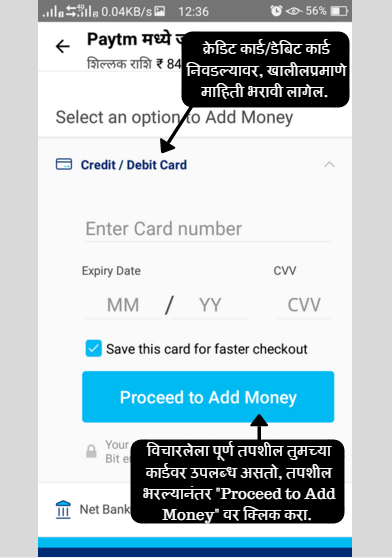 0.04KB/s 12:36 56%
Paytm मध्ये
शिल्लक राशि ₹ 84
क्रेडिट कार्ड/डेबिट कार्ड
निवडल्यावर, खालीलप्रमाणे
माहिती भरावी लागेल.
Select an option to Add Money
Credit / Debit Card
Enter Card number
Expiry Date CVV
MM / YY CVV
Save this card for faster checkout
Proceed to Add Money
Your
Bit
विचारलेला पूर्ण तपशील तुमच्या
कार्डवर उपलब्ध असतो, तपशील
भरल्यानंतर "Proceed to Add
Money" वर क्लिक करा.
Net Bank